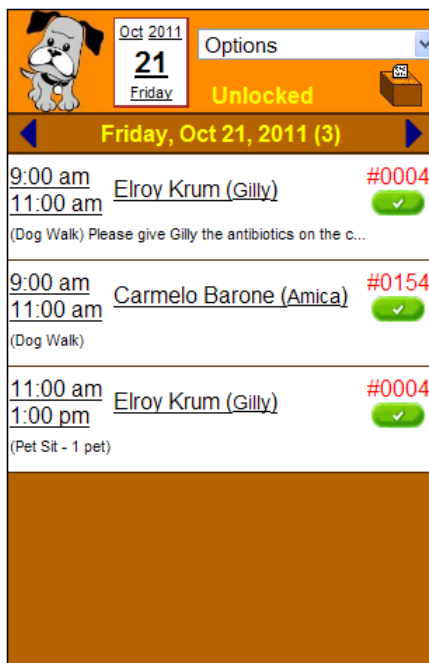 Oct 2011
21
Friday
Options
Unlocked
Friday, Oct 21, 2011 (3)
9:00 am
11:00 am
Elroy Krum (Gilly)
#0004
(Dog Walk) Please give Gilly the antibiotics on the c...
9:00 am
11:00 am
Carmelo Barone (Amica)
#0154
(Dog Walk)
11:00 am
1:00 pm
Elroy Krum (Gilly)
#0004
(Pet Sit - 1 pet)